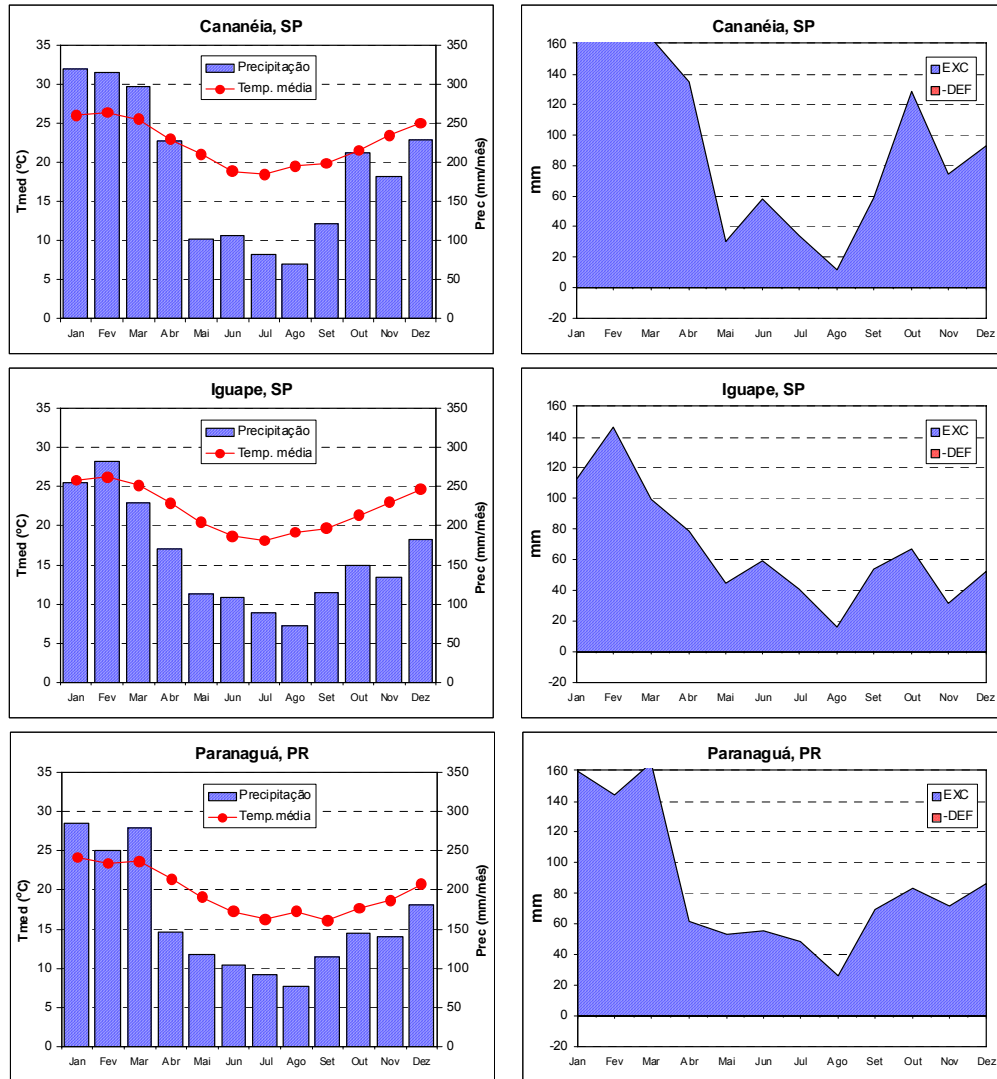 Cananéia, SP
Precipitação
Temp. média
Tmed (ºC)
Prec (mm/mês)
35
30
25
20
15
10
5
0
350
300
250
200
150
100
50
0
Jan Fev Mar Abr Mai Jun Jul Ago Set Out Nov Dez
Cananéia, SP
EXC
-DEF
mm
160
140
120
100
80
60
40
20
0
-20
Jan Fev Mar Abr Mai Jun Jul Ago Set Out Nov Dez
Iguape, SP
Precipitação
Temp. média
Tmed (ºC)
Prec (mm/mês)
35
30
25
20
15
10
5
0
350
300
250
200
150
100
50
0
Jan Fev Mar Abr Mai Jun Jul Ago Set Out Nov Dez
Iguape, SP
EXC
-DEF
mm
160
140
120
100
80
60
40
20
0
-20
Jan Fev Mar Abr Mai Jun Jul Ago Set Out Nov Dez
Paranaguá, PR
Precipitação
Temp.média
Tmed (ºC)
Prec (mm/mês)
35
30
25
20
15
10
5
0
350
300
250
200
150
100
50
0
Jan Fev Mar Abr Mai Jun Jul Ago Set Out Nov Dez
Paranaguá, PR
EXC
-DEF
mm
160
140
120
100
80
60
40
20
0
-20
Jan Fev Mar Abr Mai Jun Jul Ago Set Out Nov Dez